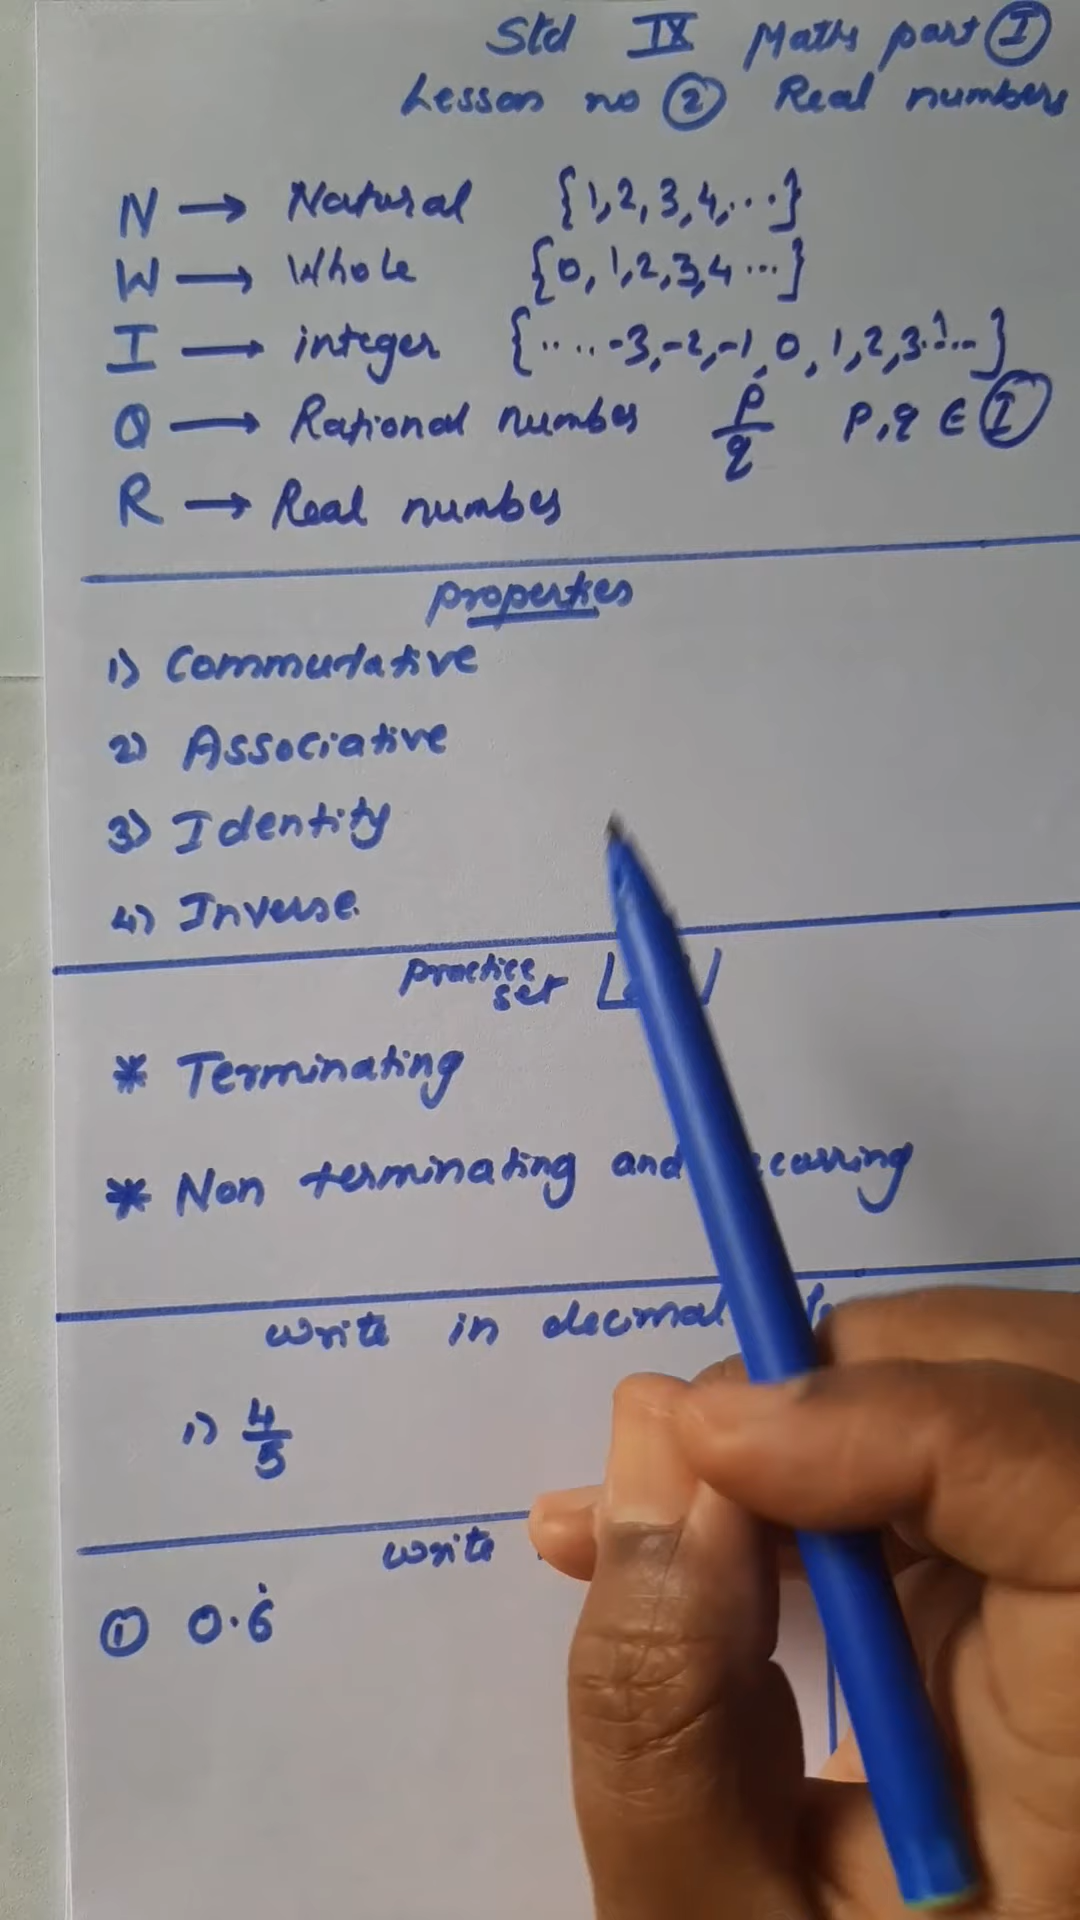 Std IX Maths part I
Lesson no 2 Real numbers
N → Natural {1,2,3,4,...}
W → Whole {0,1,2,3,4...}
I → integer {.....-3,-2,-1,0,1,2,3...}
Q → Rational number p/q p,q ∈ I
R → Real number
properties
1) Commutative
2) Associative
3) Identity
4) Inverse.
practice set
* Terminating
* Non terminating and
write in decimal
1) 4/5
write
① 0.6̇